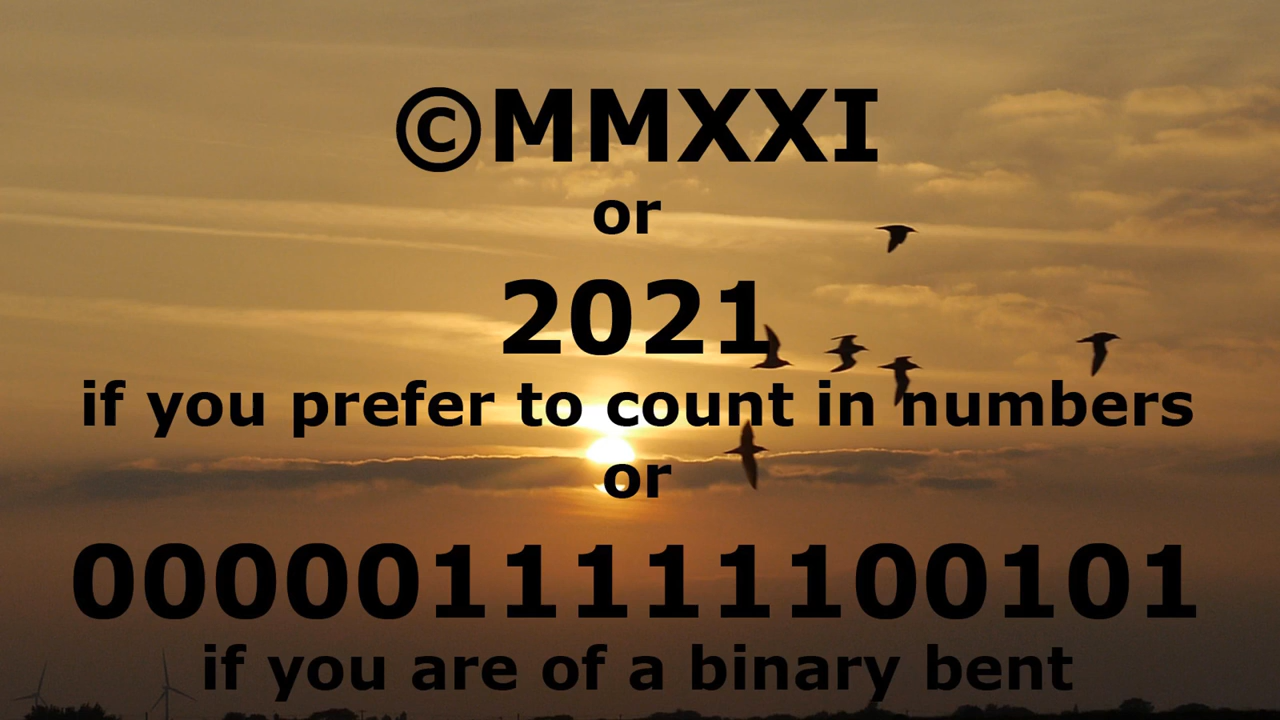 ©MMXXI
or
2021
if you prefer to count in numbers
or
0000011111100101
if you are of a binary bent